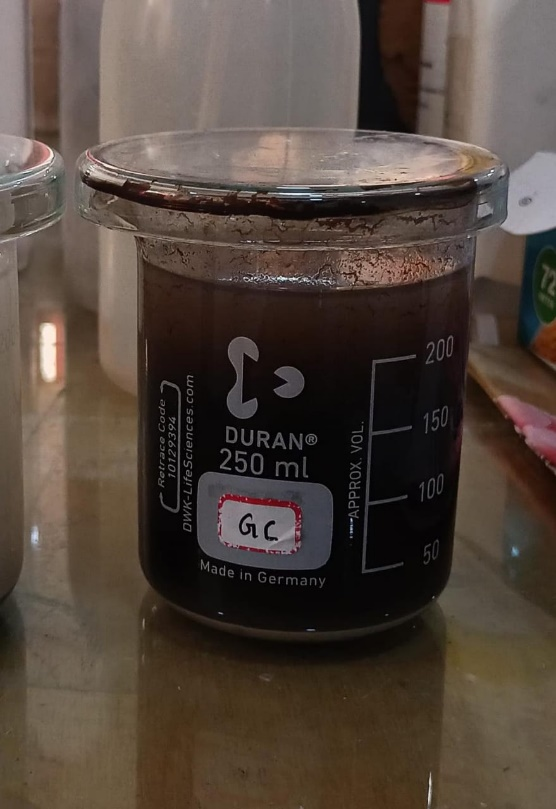 200
150
100
50
APPROX. VOL.
DURAN®
250 ml
GC
Made in Germany
Retrace Code
10129394
DWK-LifeSciences.com
72